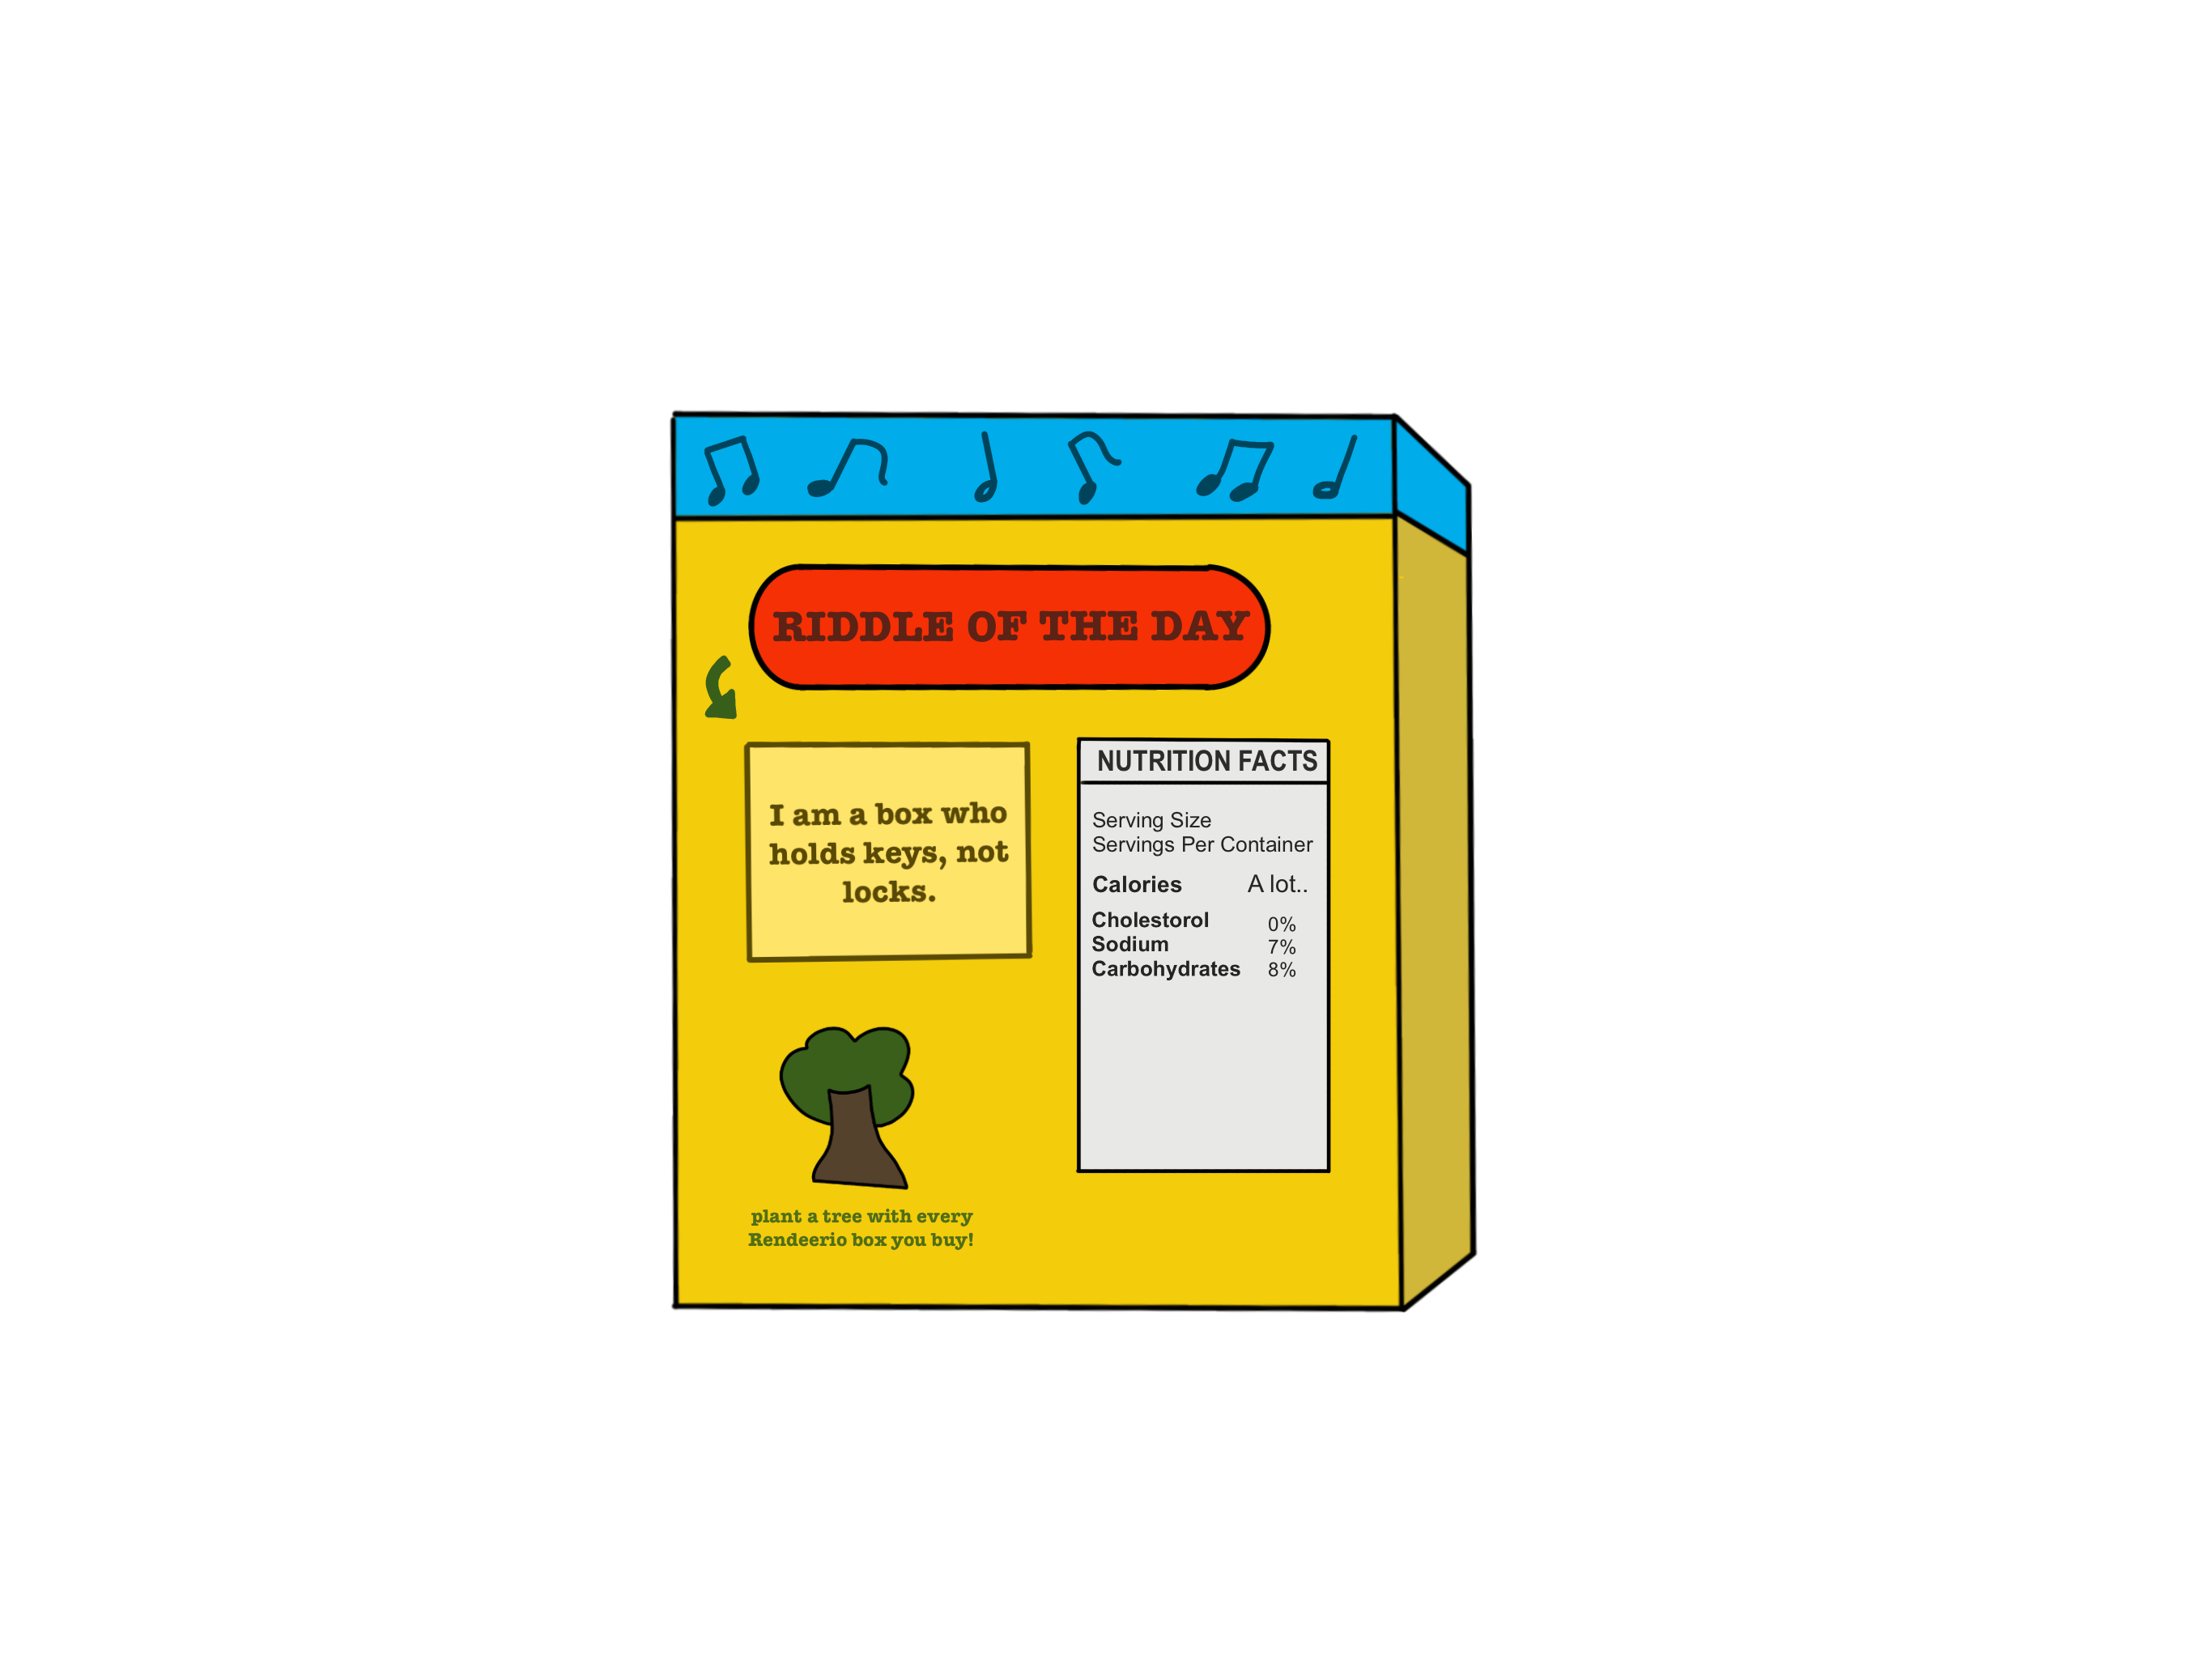 RIDDLE OF THE DAY
I am a box who
holds keys, not
locks.
NUTRITION FACTS
Serving Size
Servings Per Container
Calories A lot..
Cholestorol 0%
Sodium 7%
Carbohydrates 8%
plant a tree with every
Rendeerio box you buy!